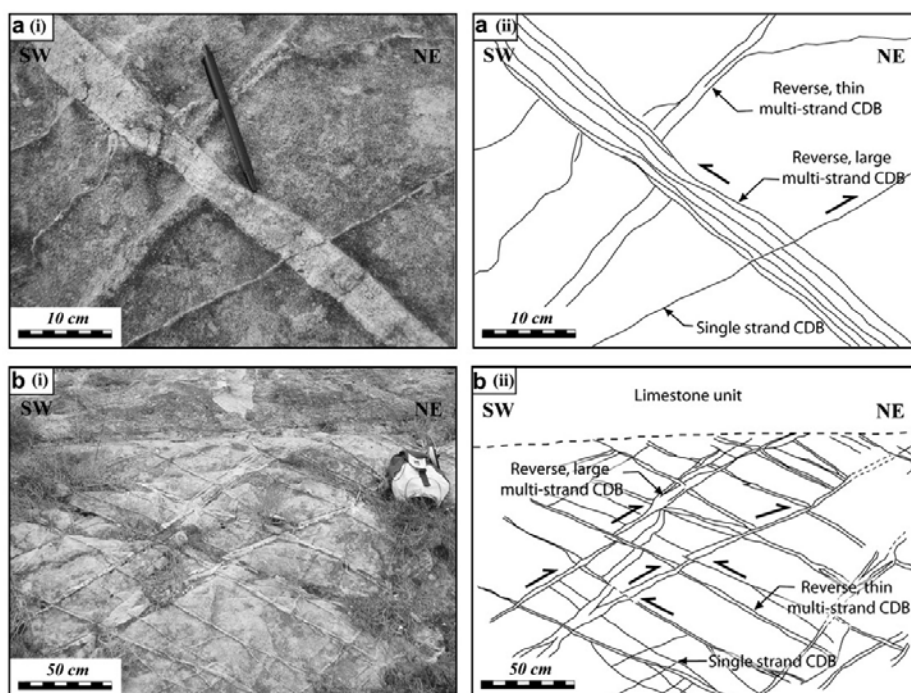 a (i)
SW
NE
10 cm
a (ii)
SW
NE
Reverse, thin
multi-strand CDB
Reverse, large
multi-strand CDB
Single strand CDB
10 cm
b (i)
SW
NE
50 cm
b (ii)
SW
NE
Limestone unit
Reverse, large
multi-strand CDB
Reverse, thin
multi-strand CDB
Single strand CDB
50 cm